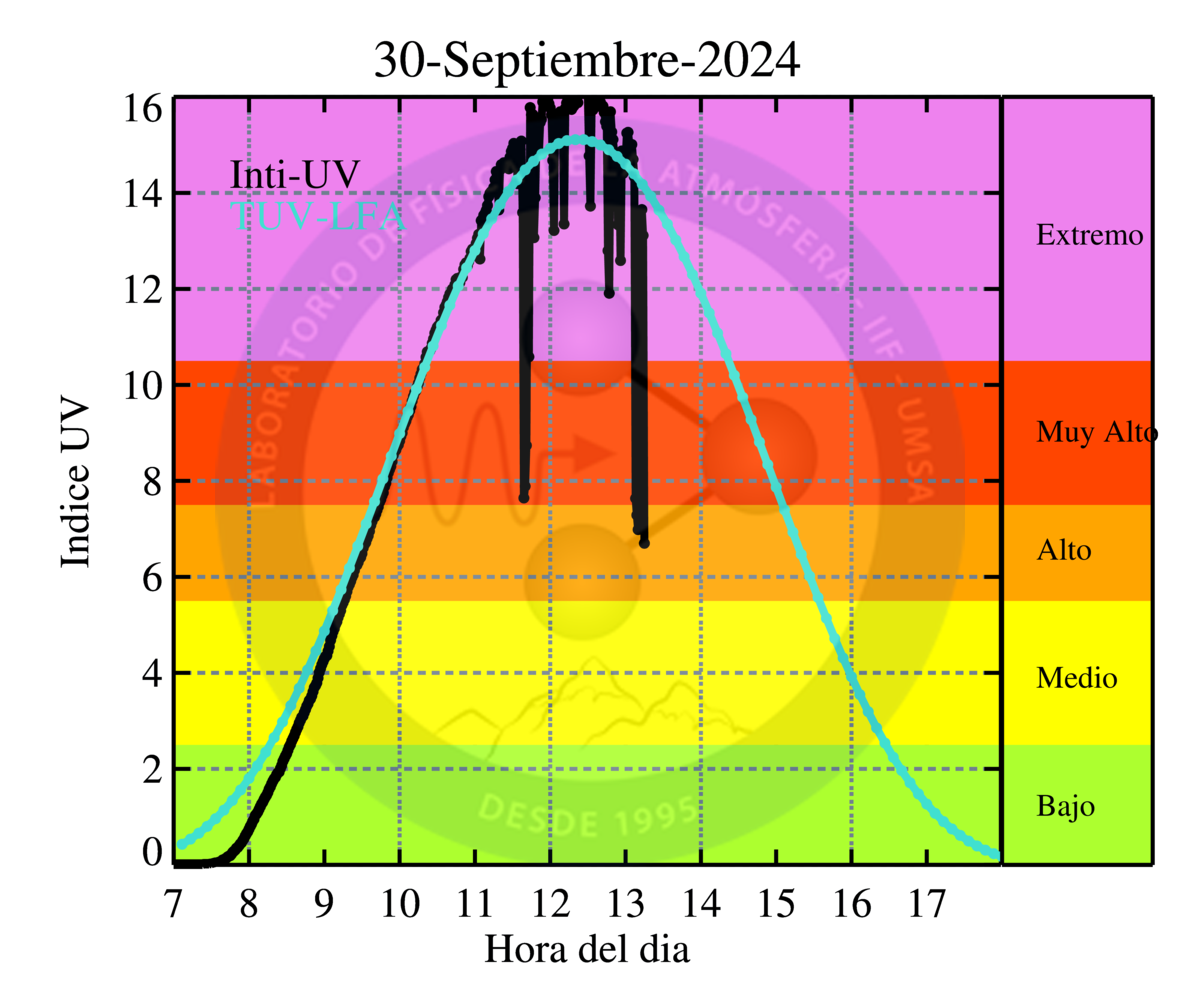 30-Septiembre-2024
16
14
12
10
8
6
4
2
0
Indice UV
Inti-UV
TUV-LFA
LABORATORIO DE FÍSICA DE LA ATMÓSFERA - IIF - UMSA
DESDE 1995
Extremo
Muy Alto
Alto
Medio
Bajo
7 8 9 10 11 12 13 14 15 16 17
Hora del dia